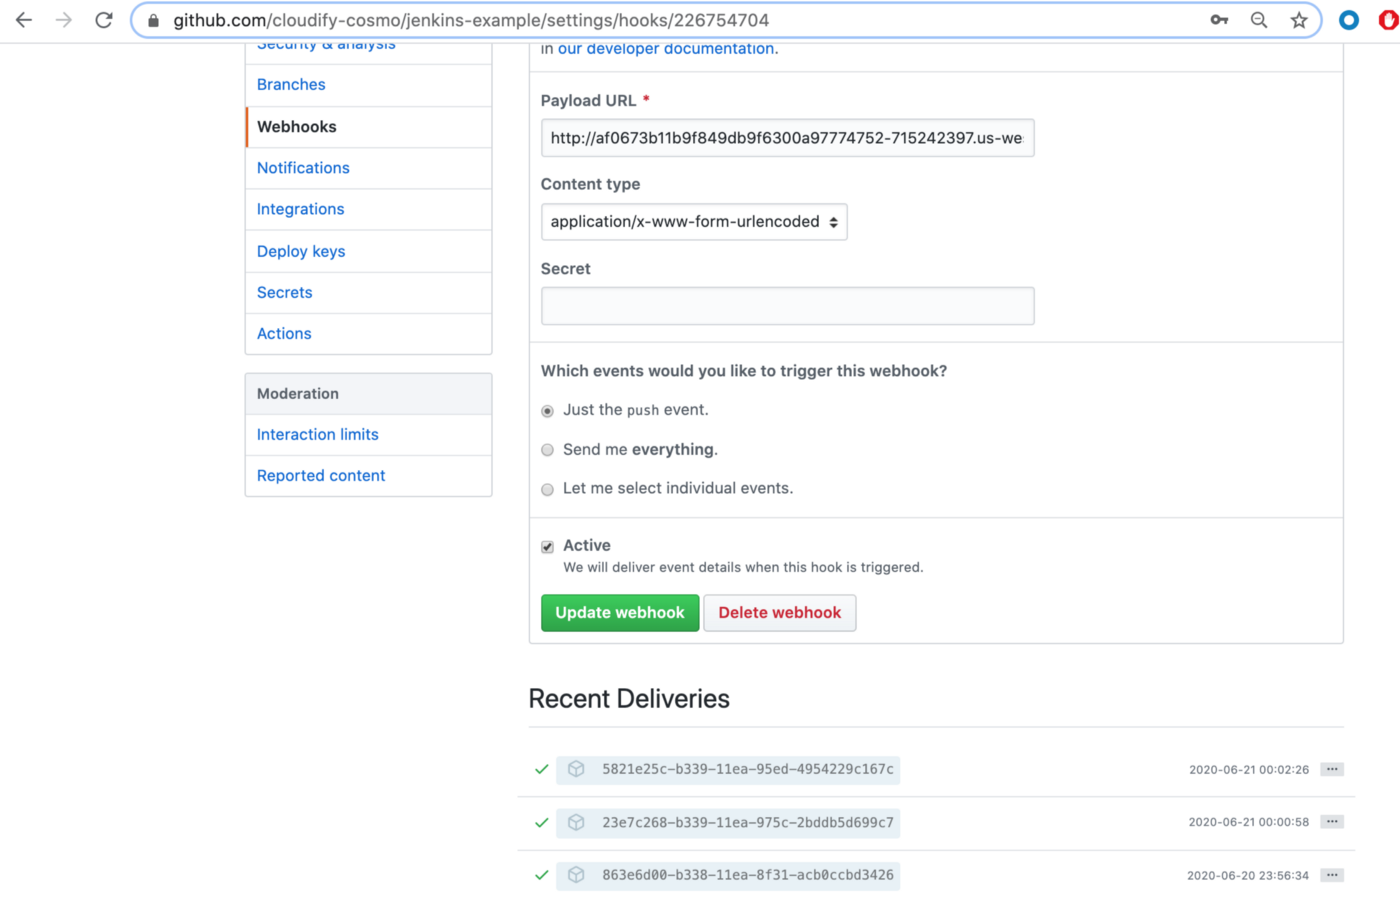 github.com/cloudify-cosmo/jenkins-example/settings/hooks/226754704
Security & analysis
Branches
Webhooks
Notifications
Integrations
Deploy keys
Secrets
Actions
Moderation
Interaction limits
Reported content
in our developer documentation.
Payload URL *
http://af0673b11b9f849db9f6300a97774752-715242397.us-we
Content type
application/x-www-form-urlencoded
Secret
Which events would you like to trigger this webhook?
Just the push event.
Send me everything.
Let me select individual events.
Active
We will deliver event details when this hook is triggered.
Update webhook Delete webhook
Recent Deliveries
5821e25c-b339-11ea-95ed-4954229c167c 2020-06-21 00:02:26
23e7c268-b339-11ea-975c-2bddb5d699c7 2020-06-21 00:00:58
863e6d00-b338-11ea-8f31-acb0ccbd3426 2020-06-20 23:56:34